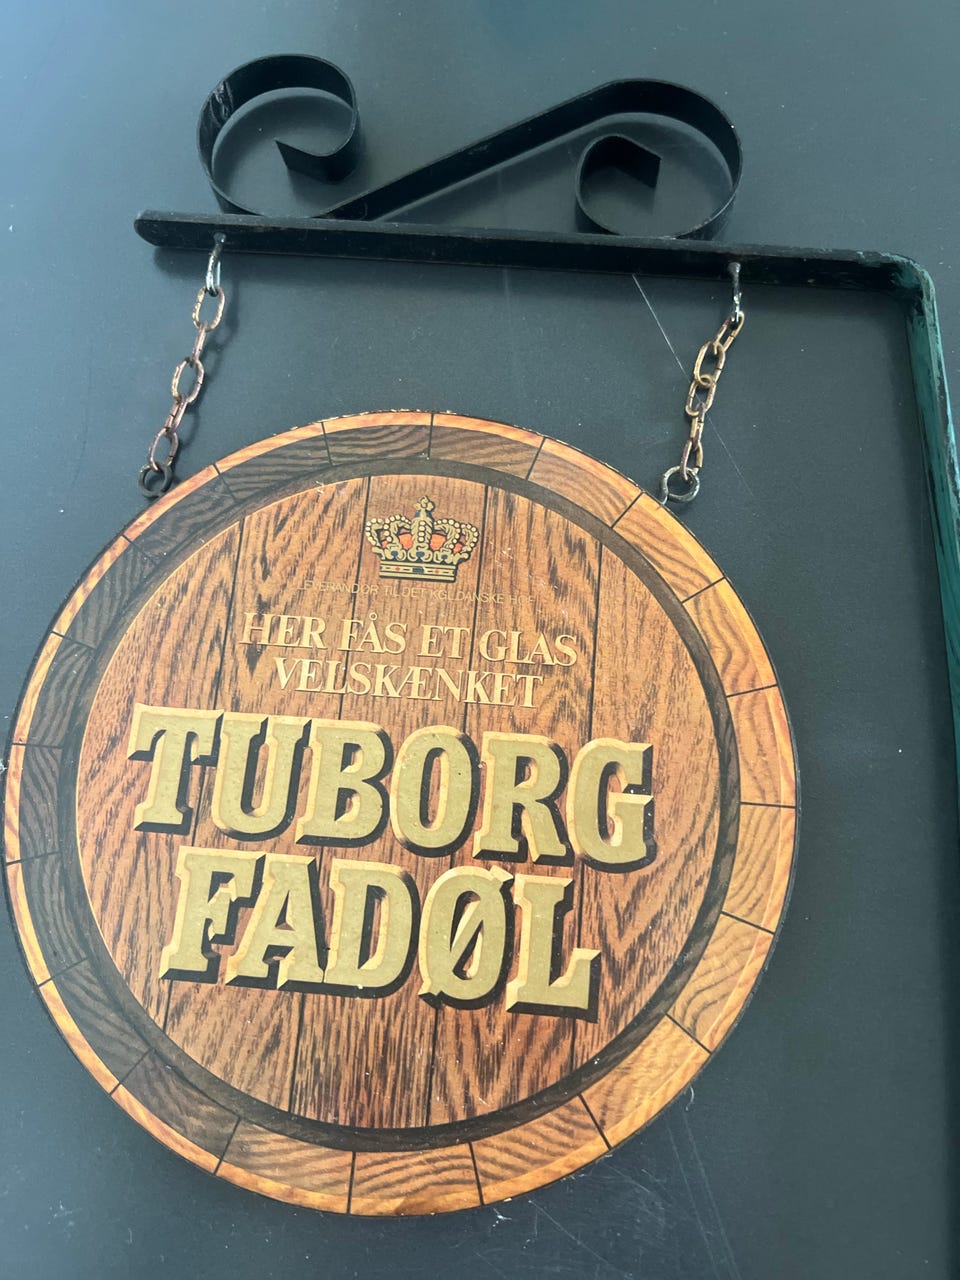 LEVERANDØR TIL DET KGL. DANSKE HOF
HER FÅS ET GLAS
VELSKÆNKET
TUBORG
FADØL